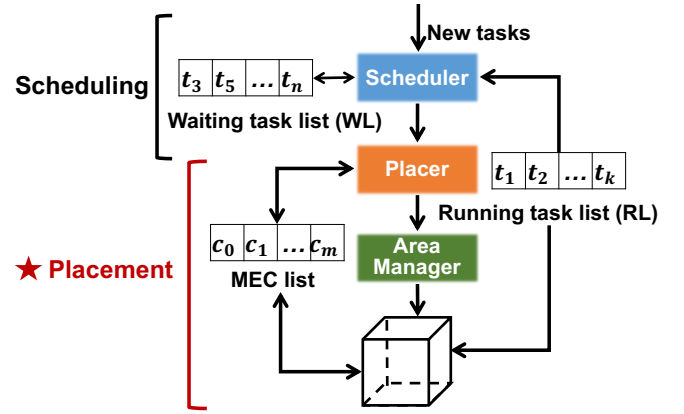 New tasks
Scheduling
t₃ t₅ ... tₙ
Scheduler
Waiting task list (WL)
Placer
t₁ t₂ ... tₖ
Running task list (RL)
c₀ c₁ ... cₘ
Area
Manager
★ Placement
MEC list